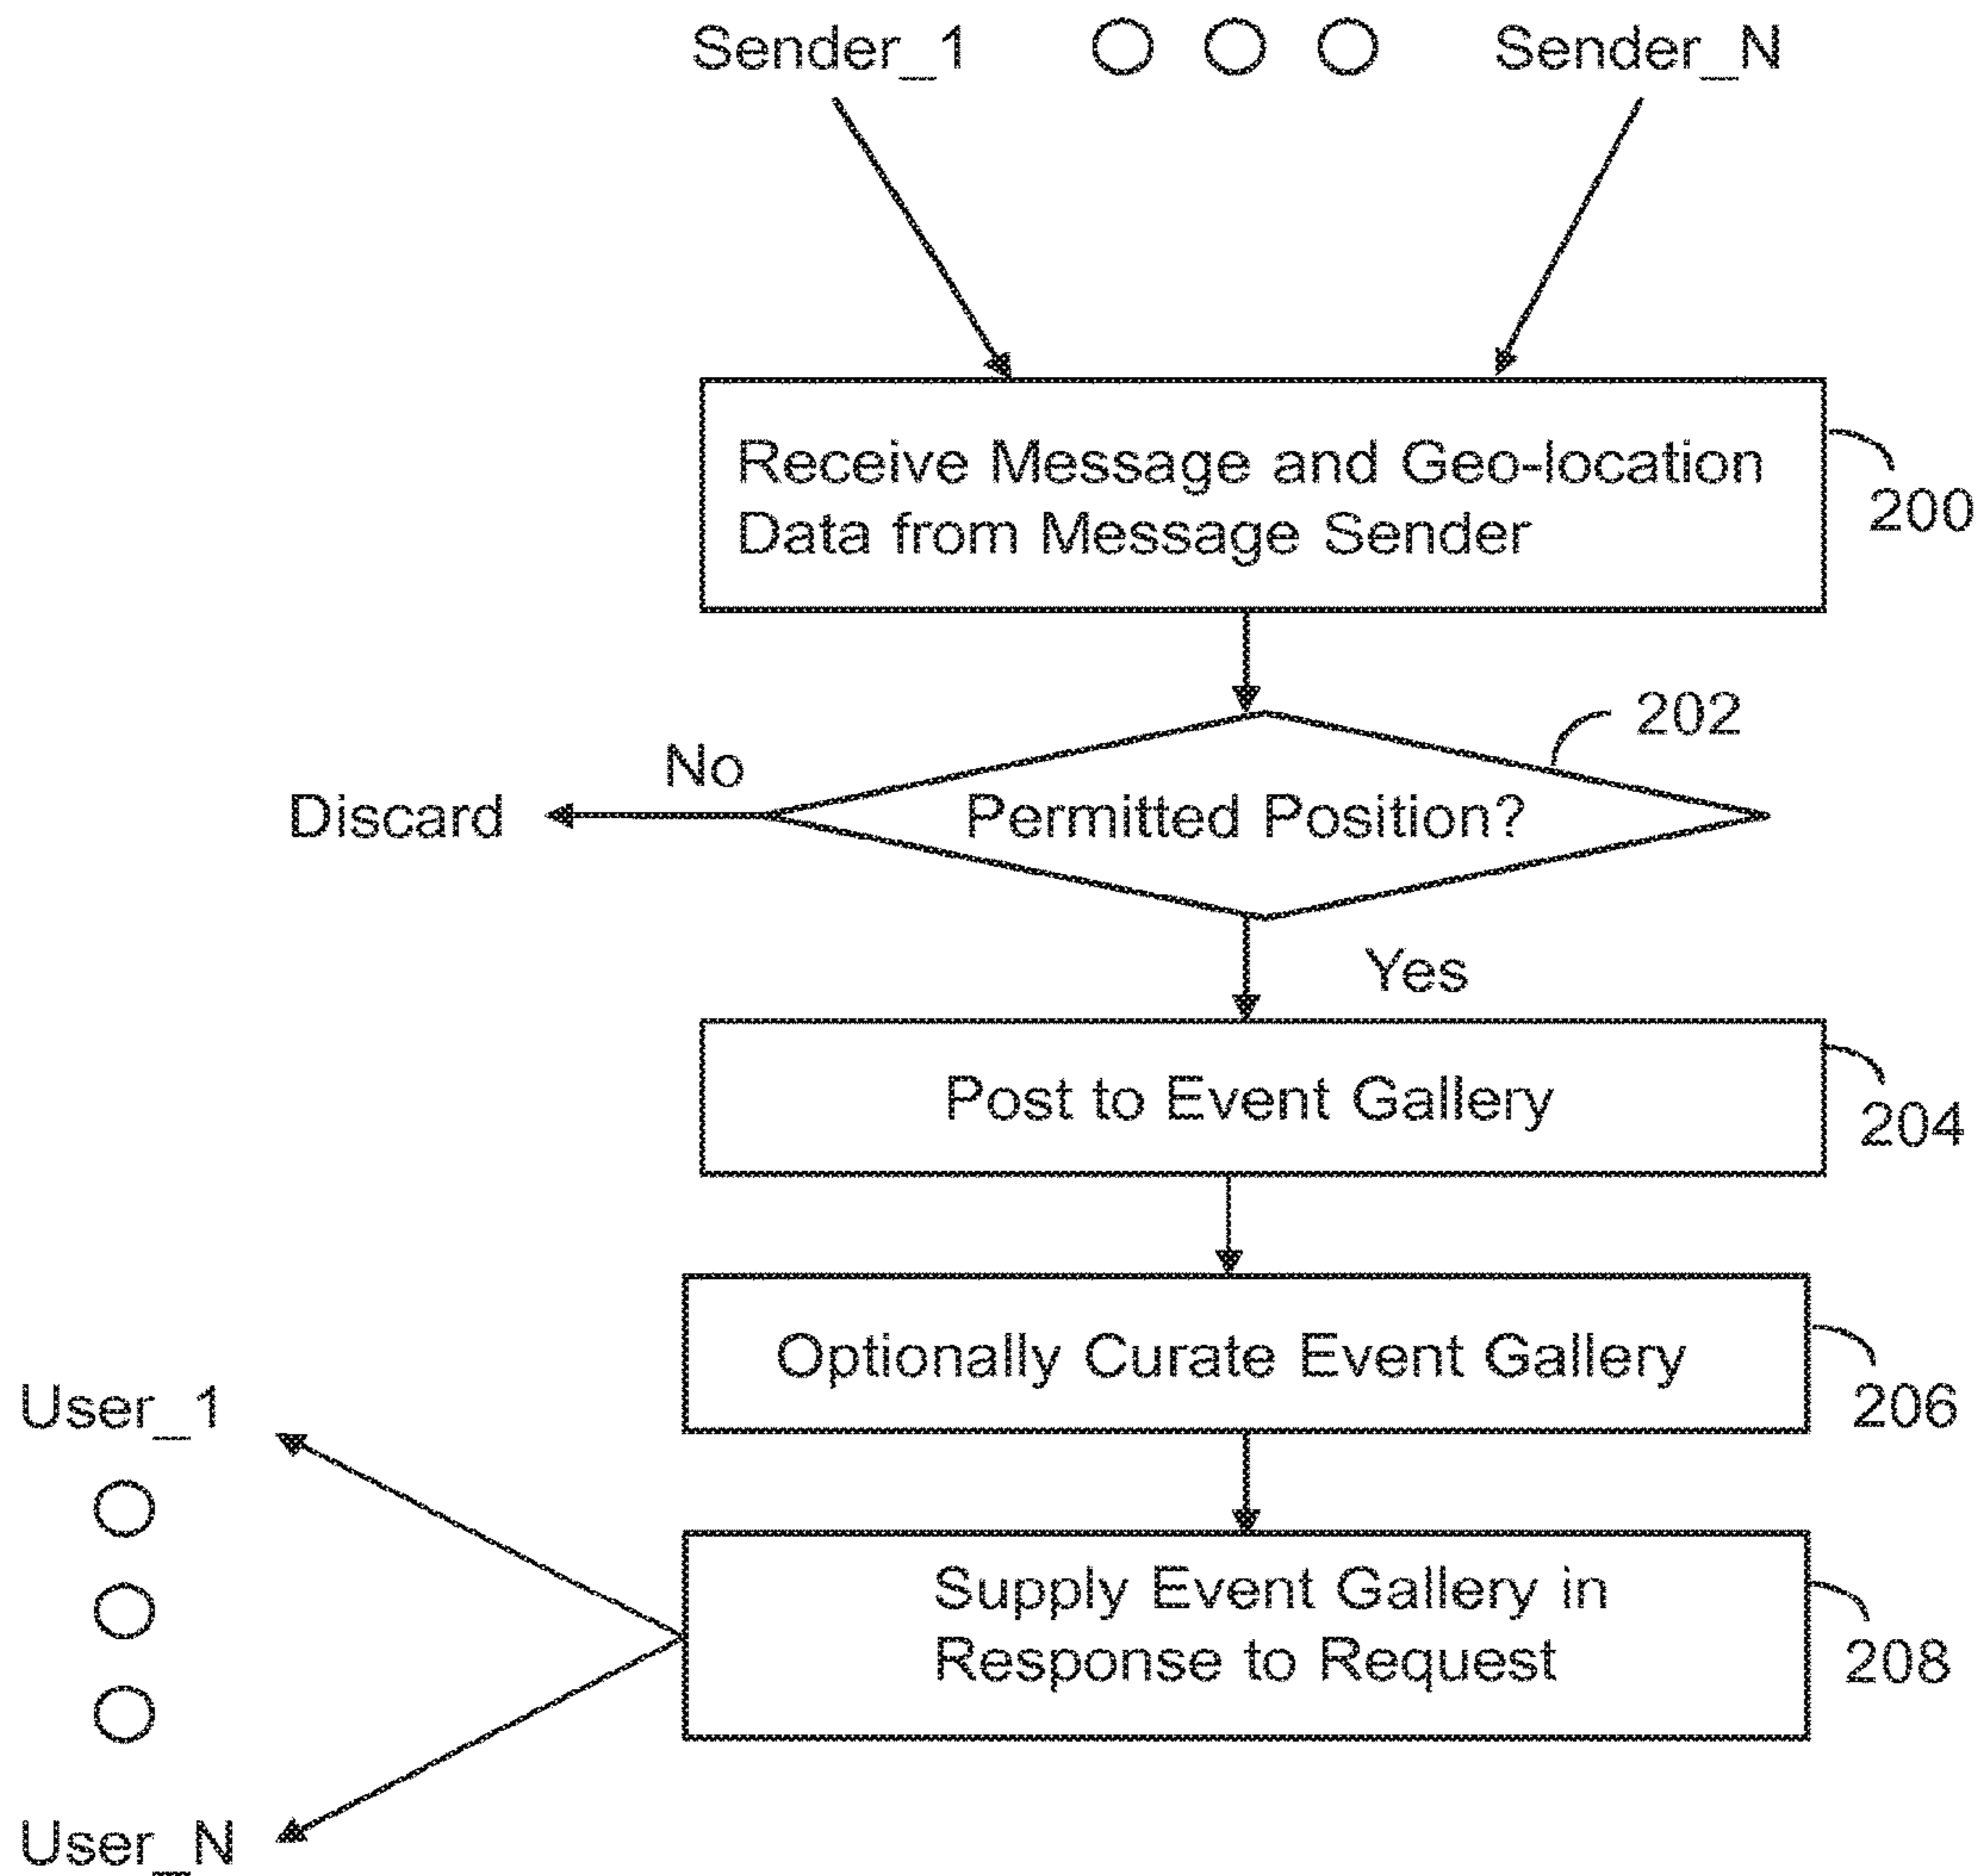 Sender_1 Sender_N
Receive Message and Geo-location
Data from Message Sender
200
202
No
Discard
Permitted Position?
Yes
Post to Event Gallery
204
Optionally Curate Event Gallery
206
User_1
Supply Event Gallery in
Response to Request
208
User_N